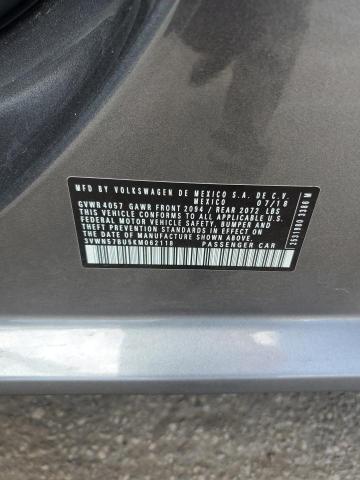 MFD BY VOLKSWAGEN DE MEXICO S.A. DE C.V.
MEXICO 07/18
GVWR 4057 GAWR FRONT 2094 / REAR 2072 LBS
THIS VEHICLE CONFORMS TO ALL APPLICABLE U.S.
FEDERAL MOTOR VEHICLE SAFETY, BUMPER AND
THEFT PREVENTION STANDARDS IN EFFECT
ON THE DATE OF MANUFACTURE SHOWN ABOVE.
3VWN57BU5KM062118 PASSENGER CAR
2531980 3386 M